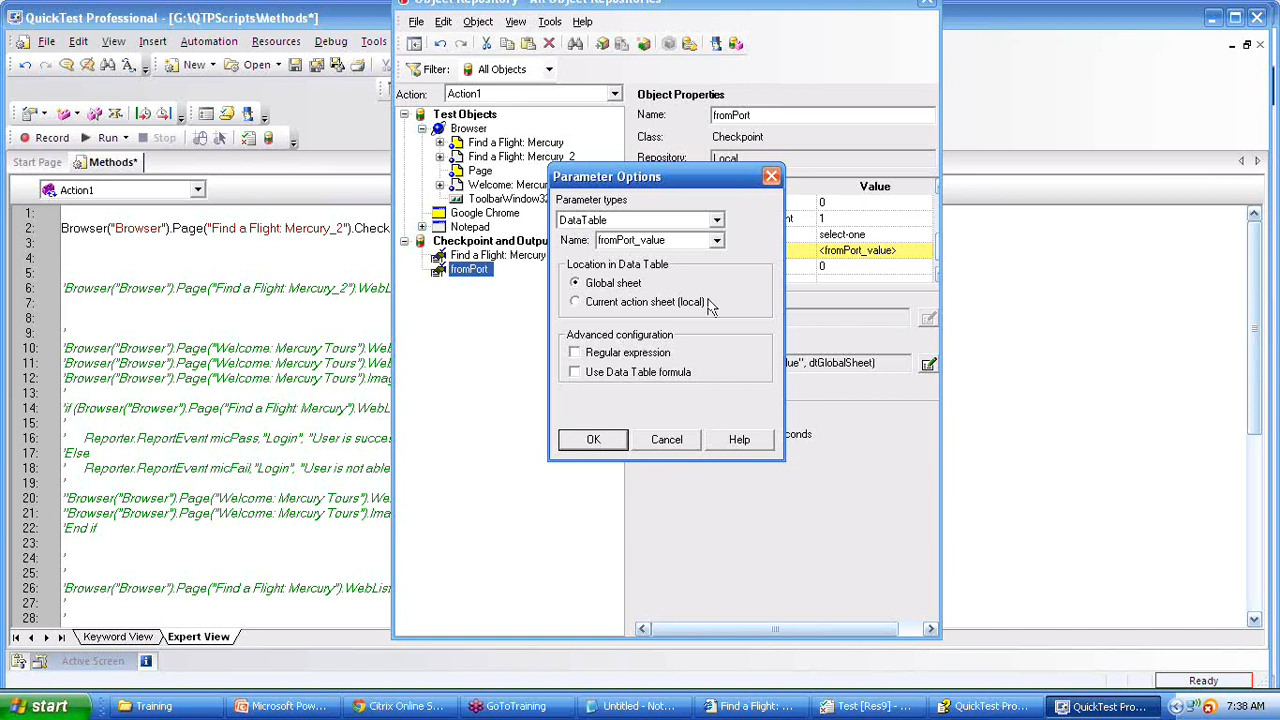 QuickTest Professional - [G:\QTPScripts\Methods*]
File Edit View Insert Automation Resources Debug Tools
New Open
Record Run Stop
Start Page Methods*
Action1
1:
2: Browser("Browser").Page("Find a Flight: Mercury_2").Check
3:
4:
5:
6: 'Browser("Browser").Page("Find a Flight: Mercury_2").WebL
7:
8: '
9:
10: 'Browser("Browser").Page("Welcome: Mercury Tours").Wel
11: 'Browser("Browser").Page("Welcome: Mercury Tours").Wel
12: 'Browser("Browser").Page("Welcome: Mercury Tours").Ima
13:
14: 'if (Browser("Browser").Page("Find a Flight: Mercury").WebL
15: '
16: ' Reporter.ReportEvent micPass,"Login", "User is succes
17: 'Else
18: ' Reporter.ReportEvent micFail,"Login", "User is not able
19:
20: 'Browser("Browser").Page("Welcome: Mercury Tours").We
21: 'Browser("Browser").Page("Welcome: Mercury Tours").Ima
22: 'End if
23:
24: '
25:
26: 'Browser("Browser").Page("Find a Flight: Mercury").WebLis
27: '
28: '
Keyword View Expert View
Active Screen
Ready
Object Repository - All Object Repositories
File Edit Object View Tools Help
Filter: All Objects
Action: Action1
Test Objects
Browser
Find a Flight: Mercury
Find a Flight: Mercury_2
Page
Welcome: Mercur
ToolbarWindow32
Google Chrome
Notepad
Checkpoint and Outpu
Find a Flight: Mercury
fromPort
Object Properties
Name: fromPort
Class: Checkpoint
Repository: Local
Value
0
nt 1
select-one
<fromPort_value>
0
lue", dtGlobalSheet)
conds
Parameter Options
Parameter types
DataTable
Name: fromPort_value
Location in Data Table
Global sheet
Current action sheet (local)
Advanced configuration
Regular expression
Use Data Table formula
OK Cancel Help
start Training Microsoft Pow... Citrix Online S... GoToTraining Untitled - Not... Find a Flight: ... Test [Res9] - ... QuickTest Pro... QuickTest Pro... 7:38 AM